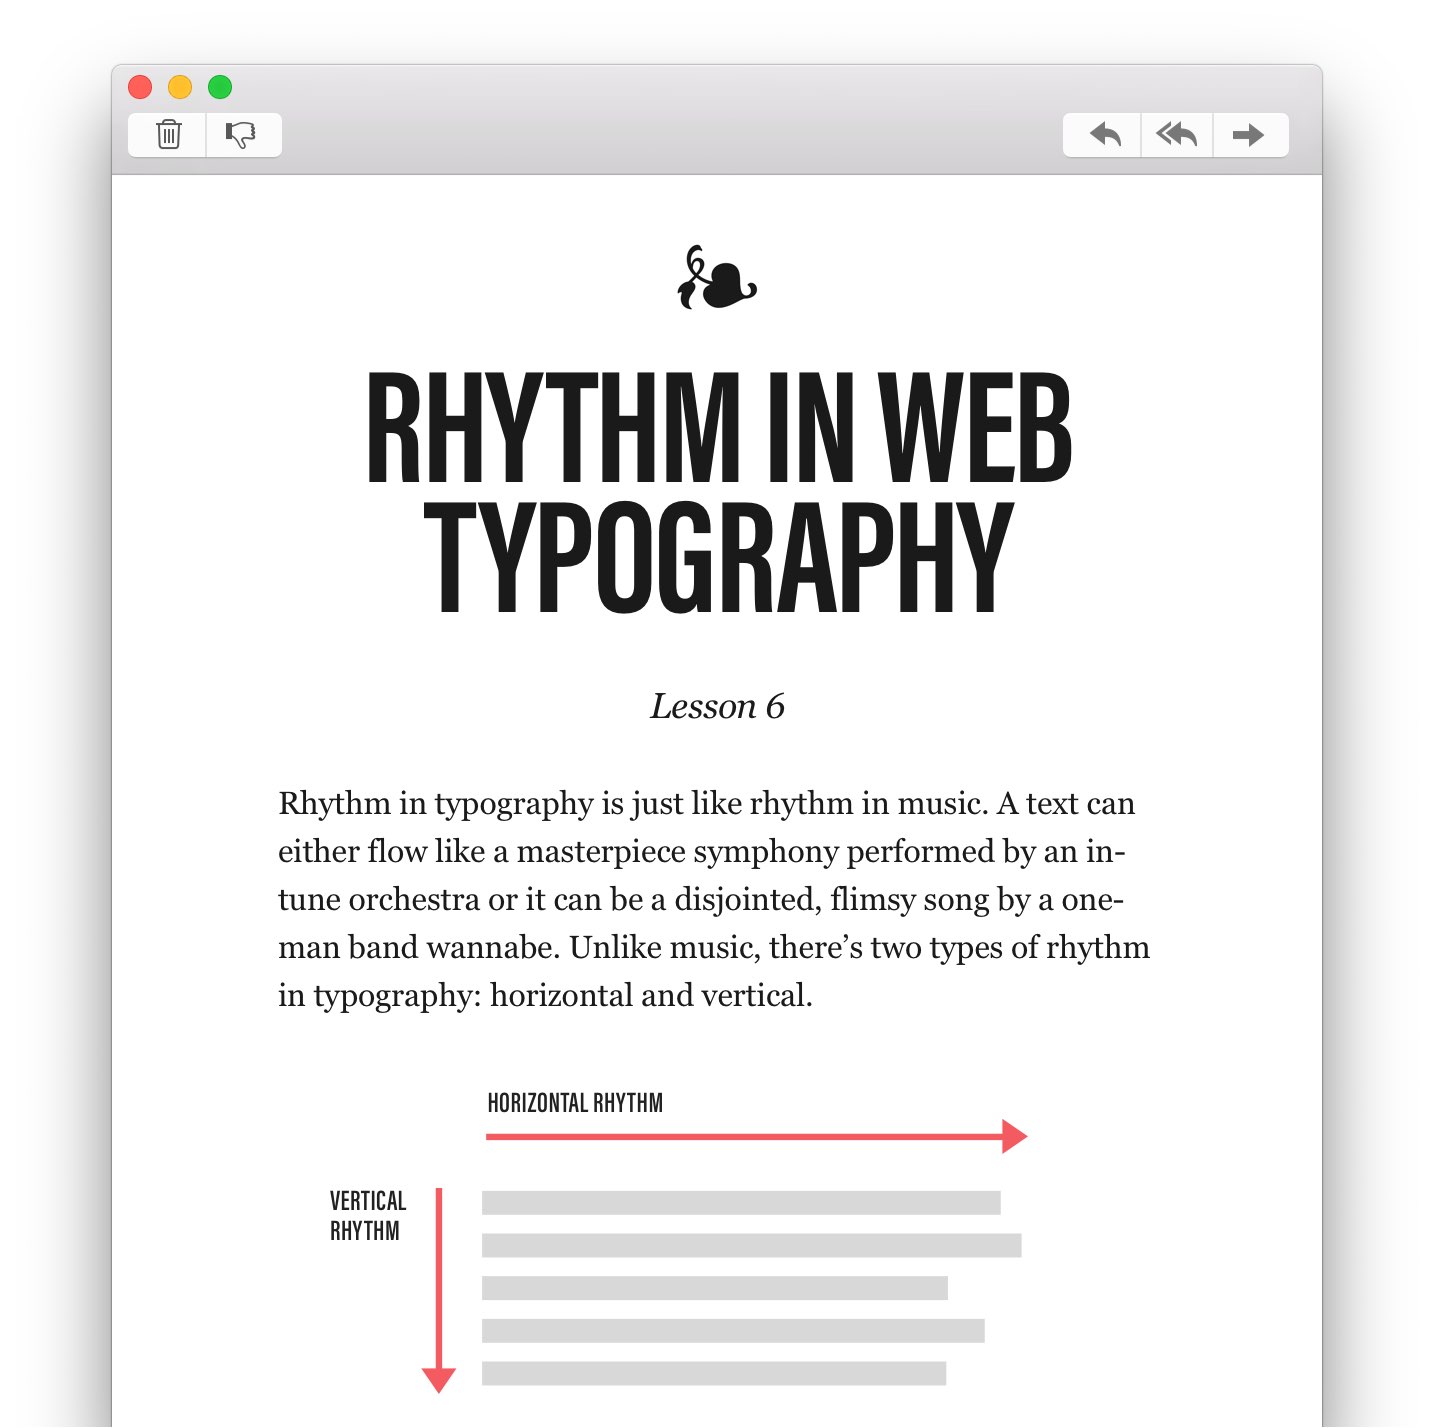 RHYTHM IN WEB
TYPOGRAPHY
Lesson 6
Rhythm in typography is just like rhythm in music. A text can
either flow like a masterpiece symphony performed by an in-
tune orchestra or it can be a disjointed, flimsy song by a one-
man band wannabe. Unlike music, there’s two types of rhythm
in typography: horizontal and vertical.
HORIZONTAL RHYTHM
VERTICAL
RHYTHM